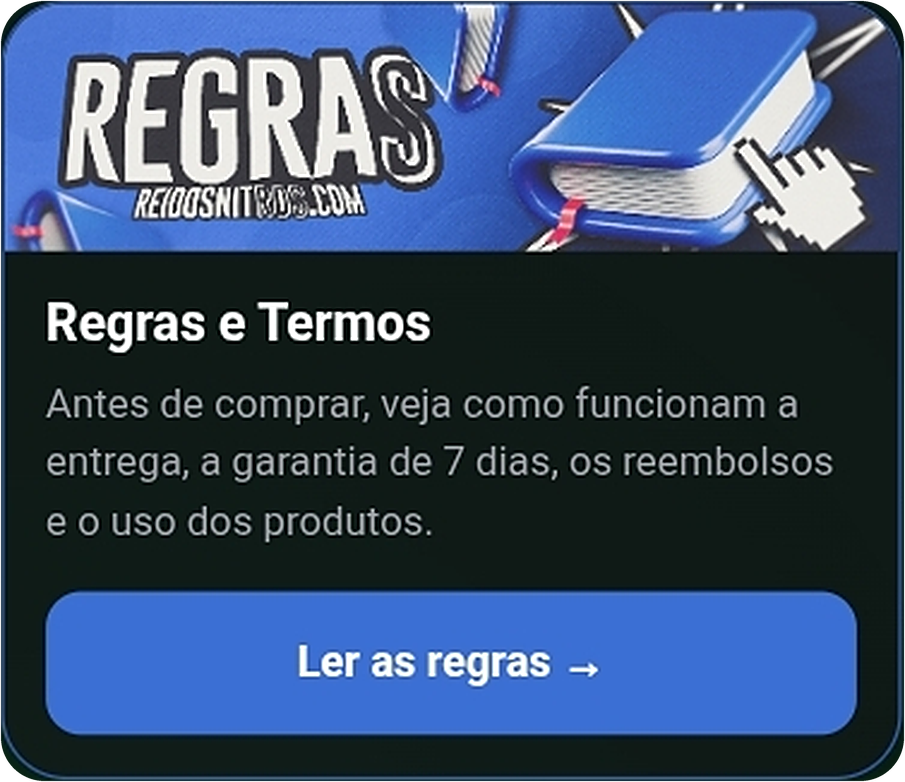 REGRAS
REIDOSNITROS.COM
Regras e Termos
Antes de comprar, veja como funcionam a
entrega, a garantia de 7 dias, os reembolsos
e o uso dos produtos.
Ler as regras →